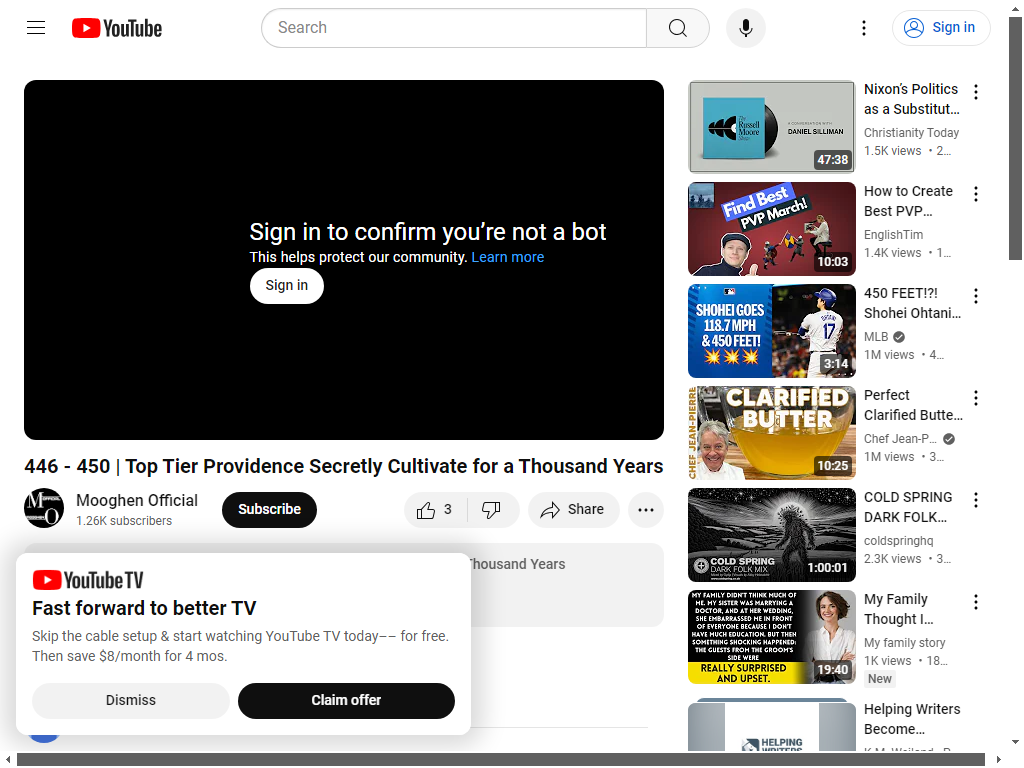 YouTube
Search
Sign in
Sign in to confirm you’re not a bot
This helps protect our community. Learn more
Sign in
446 - 450 | Top Tier Providence Secretly Cultivate for a Thousand Years
Mooghen Official
1.26K subscribers
Subscribe
3
Share
Thousand Years
YouTube TV
Fast forward to better TV
Skip the cable setup & start watching YouTube TV today–– for free.
Then save $8/month for 4 mos.
Dismiss
Claim offer
The
Russell
Moore
Show
A CONVERSATION WITH
DANIEL SILLIMAN
47:38
Nixon’s Politics
as a Substitut...
Christianity Today
1.5K views • 2...
Find Best
PVP March!
10:03
How to Create
Best PVP...
EnglishTim
1.4K views • 1...
SHOHEI GOES
118.7 MPH
& 450 FEET!
17
3:14
450 FEET!?!
Shohei Ohtani...
MLB
1M views • 4...
CHEF JEAN-PIERRE
CLARIFIED
BUTTER
10:25
Perfect
Clarified Butte...
Chef Jean-P...
1M views • 3...
COLD SPRING
DARK FOLK MIX
1:00:01
COLD SPRING
DARK FOLK...
coldspringhq
2.3K views • 3...
MY FAMILY DIDN'T THINK MUCH OF
ME. MY SISTER WAS MARRYING A
DOCTOR, AND AT HER WEDDING,
SHE EMBARRASSED ME IN FRONT
OF EVERYONE BECAUSE I DON'T
HAVE MUCH EDUCATION. BUT THEN
SOMETHING SHOCKING HAPPENED:
THE GUESTS FROM THE GROOM'S
SIDE WERE
REALLY SURPRISED
AND UPSET.
19:40
My Family
Thought I...
My family story
1K views • 18...
New
HELPING
WRITERS
Helping Writers
Become...